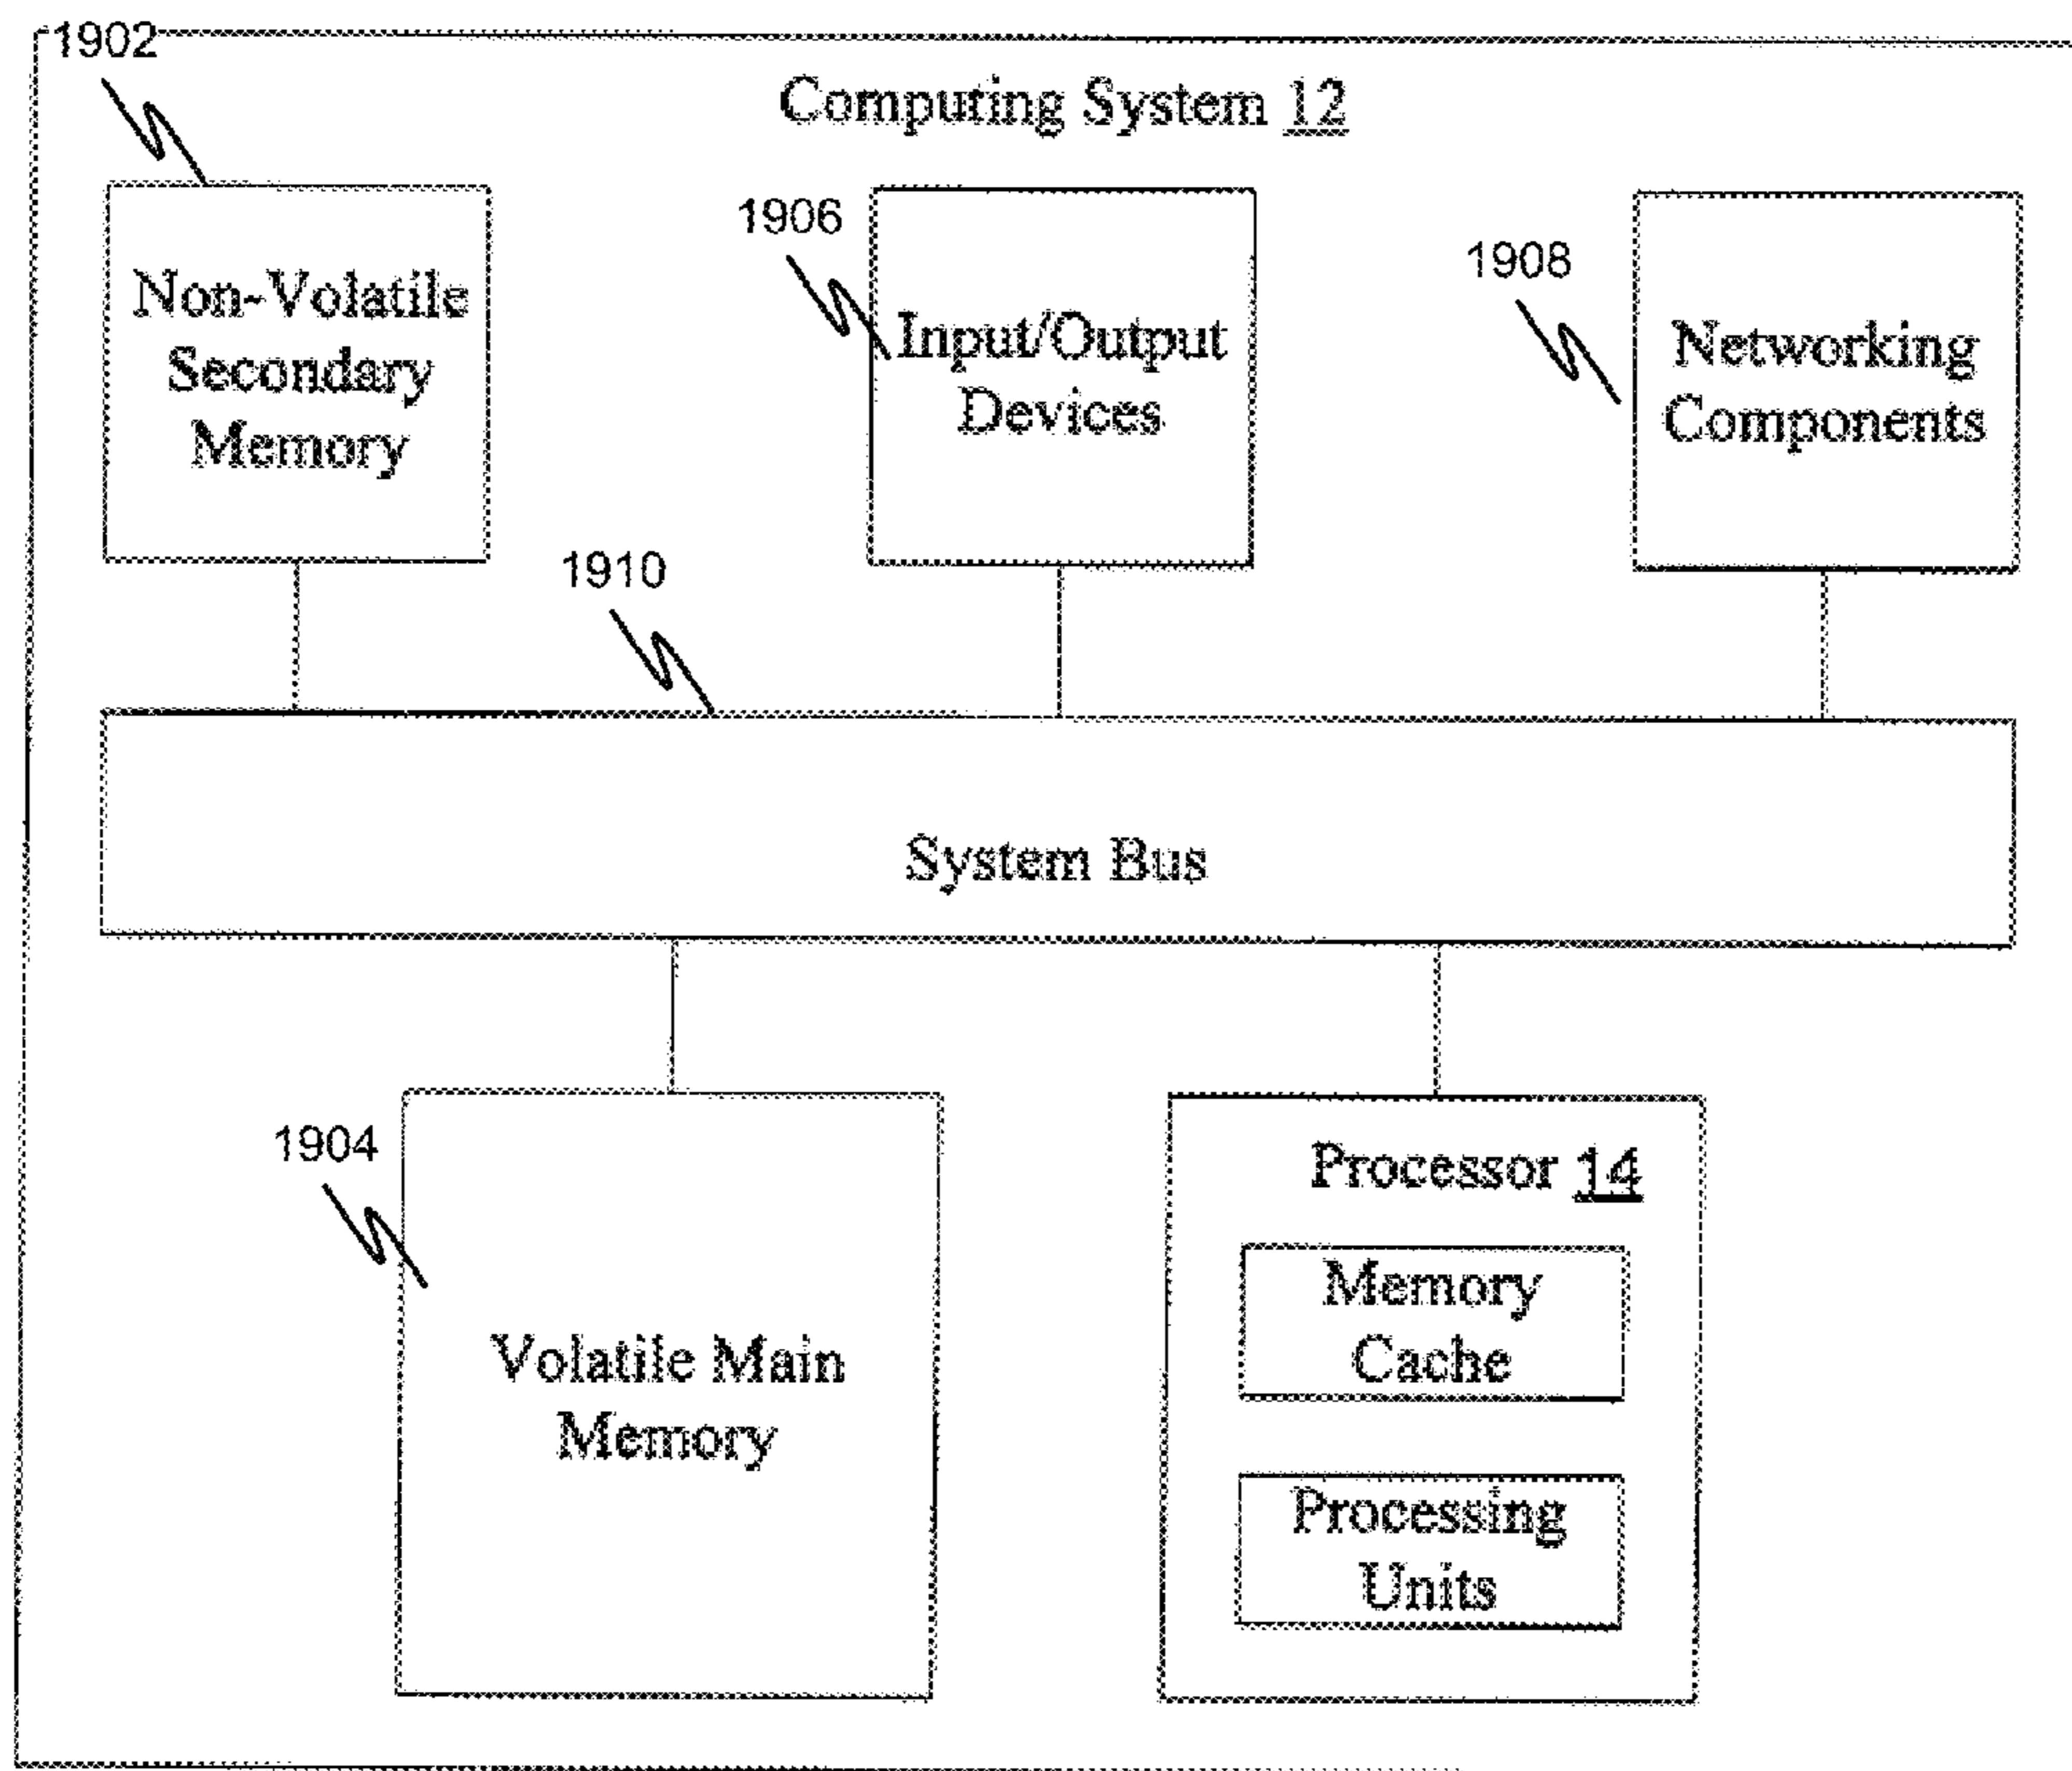 1902
Computing System 12
1906
1908
Non-Volatile
Secondary
Memory
Input/Output
Devices
Networking
Components
1910
System Bus
1904
Volatile Main
Memory
Processor 14
Memory
Cache
Processing
Units